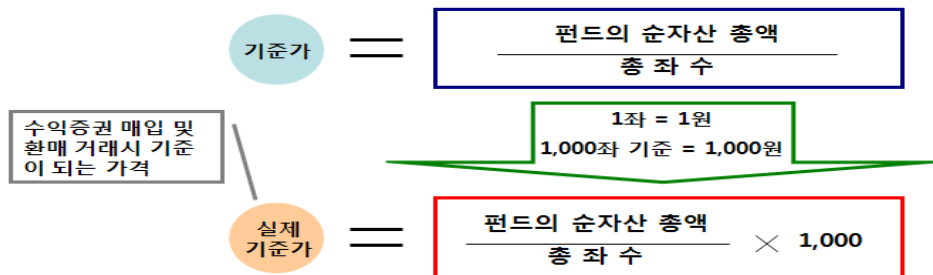 기준가
펀드의 순자산 총액
총 좌 수
수익증권 매입 및
환매 거래시 기준
이 되는 가격
1좌 = 1원
1,000좌 기준 = 1,000원
실제
기준가
펀드의 순자산 총액
총 좌 수
× 1,000